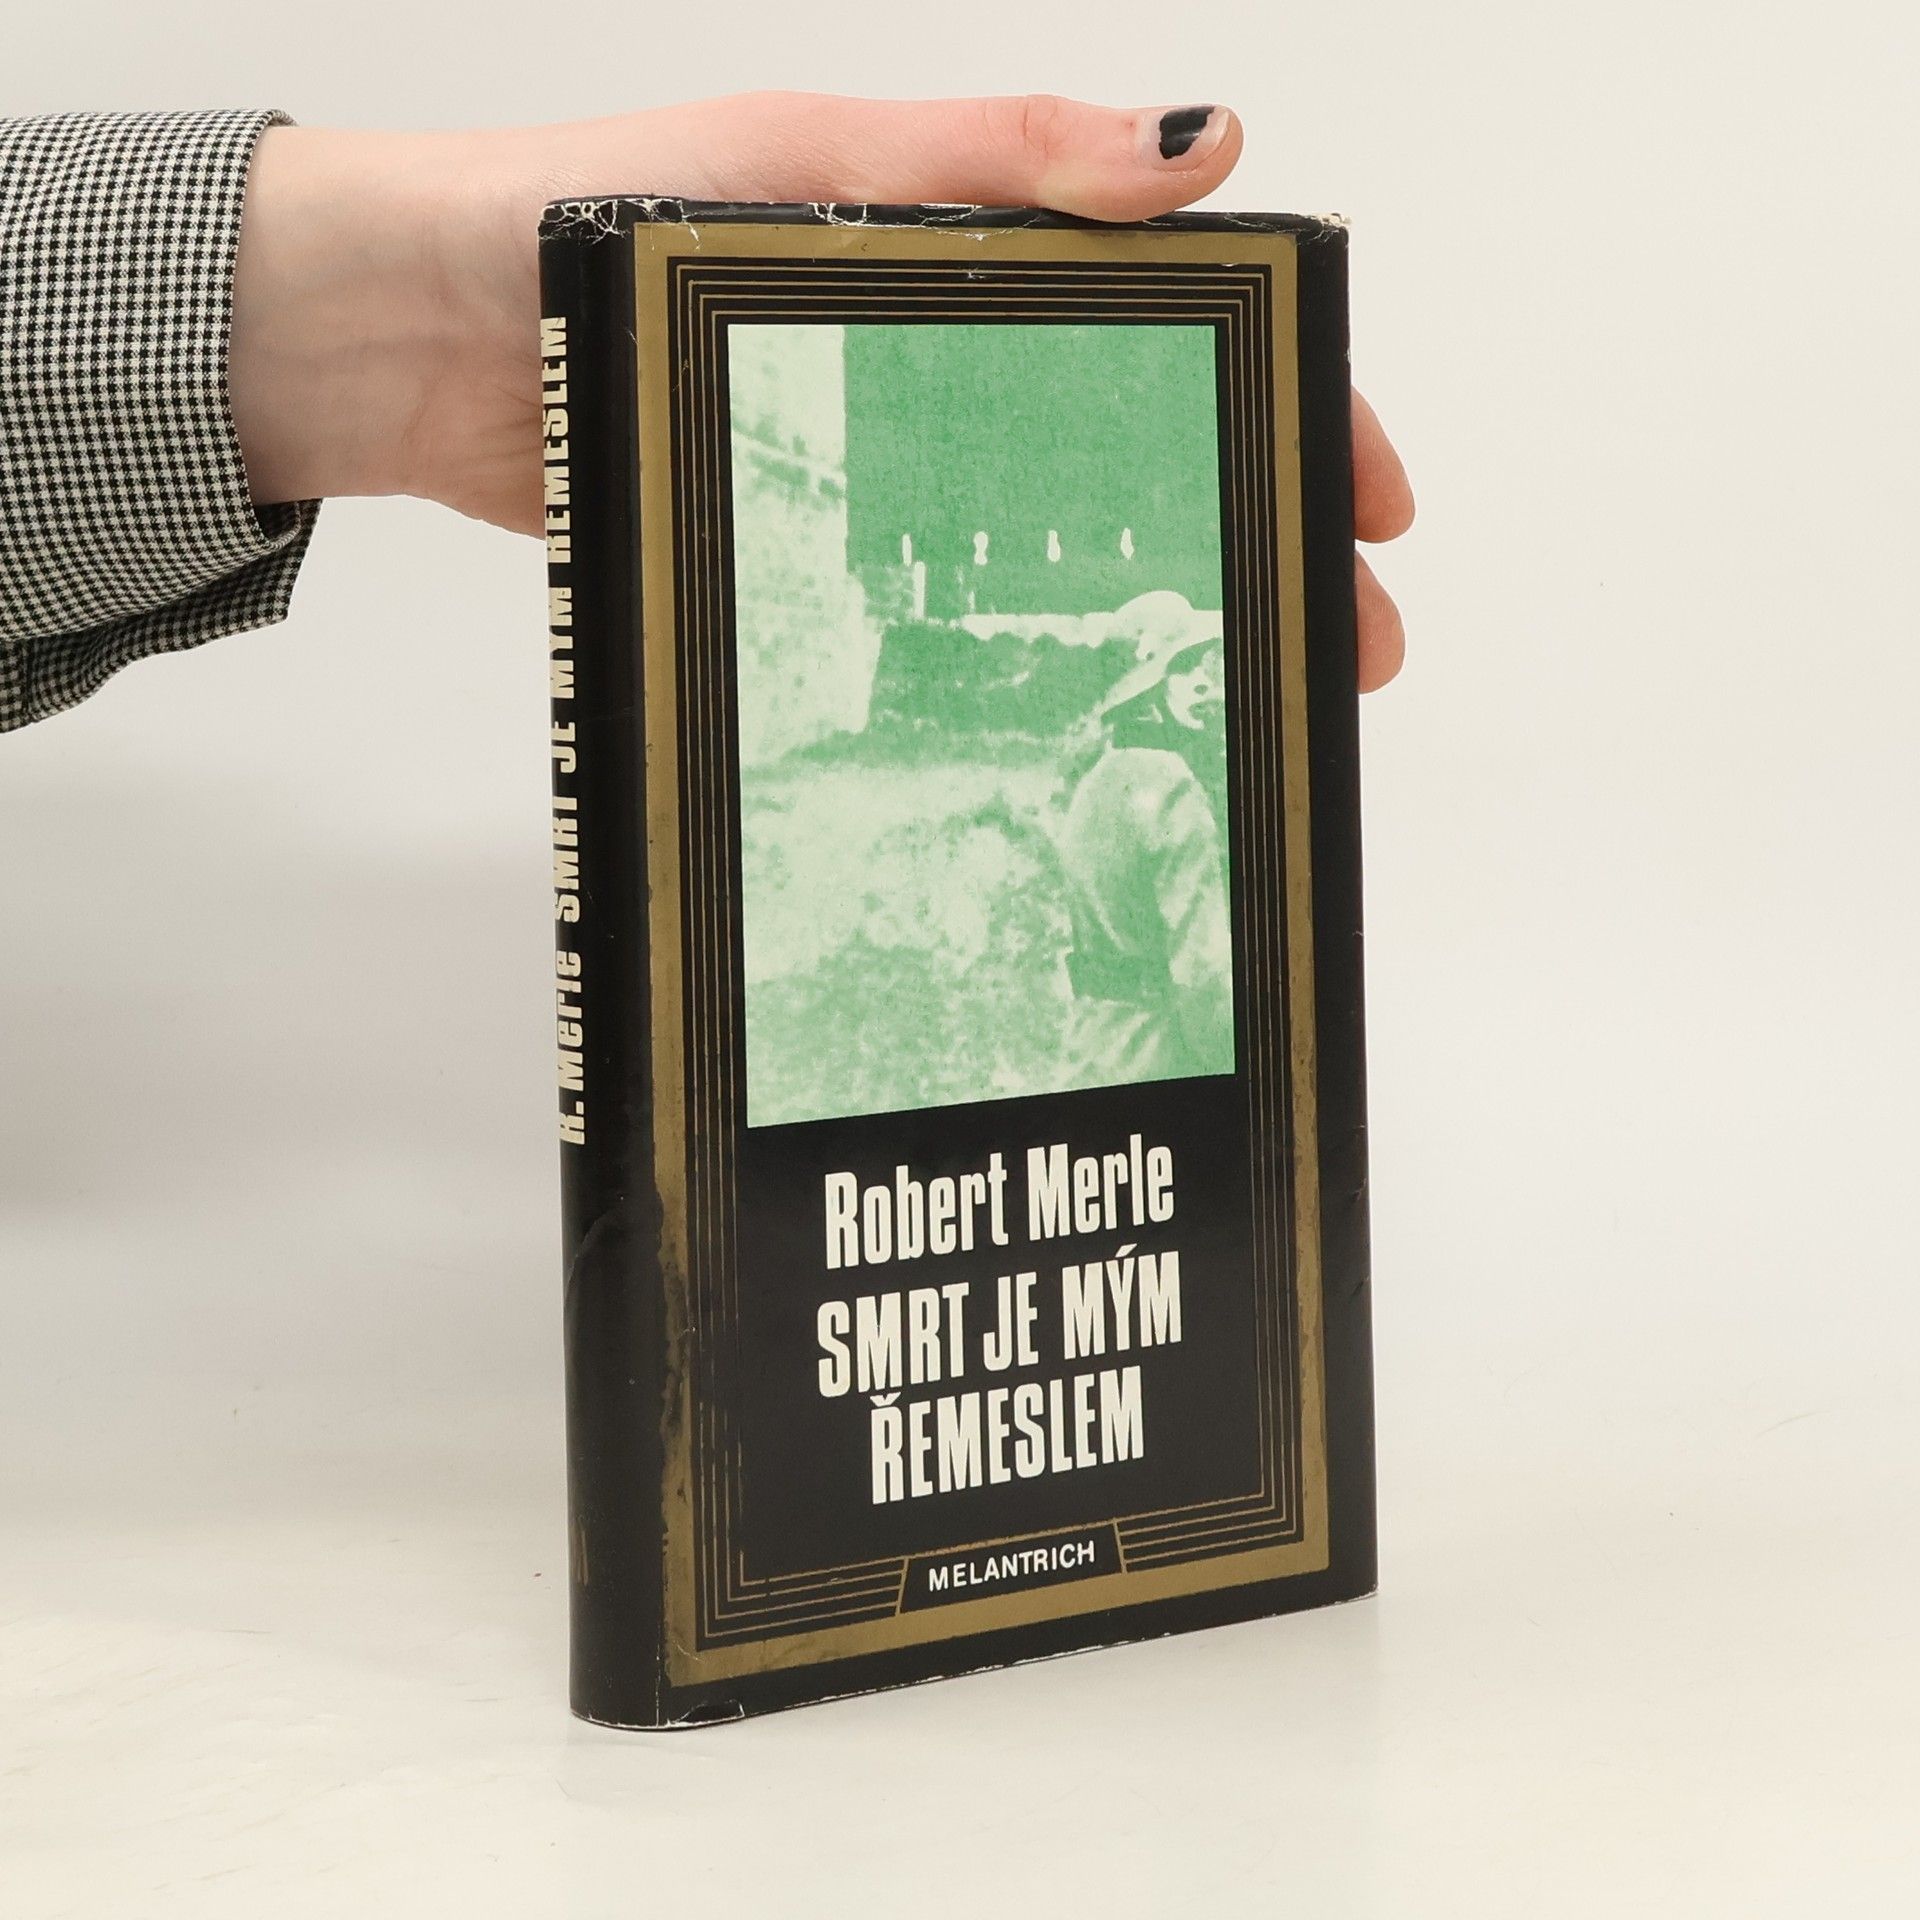 R. Merle SMRT JE MÝM ŘEMESLEM
Robert Merle
SMRT JE MÝM
ŘEMESLEM
MELANTRICH